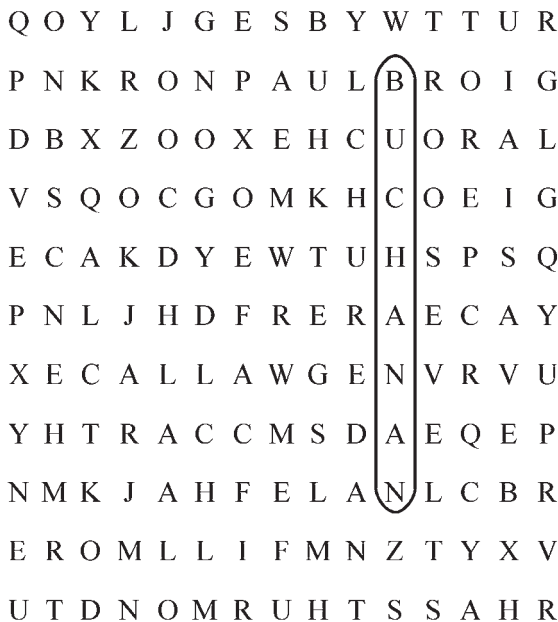 Q O Y L J G E S B Y W T T U R
P N K R O N P A U L B R O I G
D B X Z O O X E H C U O R A L
V S Q O C G O M K H C O E I G
E C A K D Y E W T U H S P S Q
P N L J H D F R E R A E C A Y
X E C A L L A W G E N V R V U
Y H T R A C C M S D A E Q E P
N M K J A H F E L A N L C B R
E R O M L L I F M N Z T Y X V
U T D N O M R U H T S S A H R